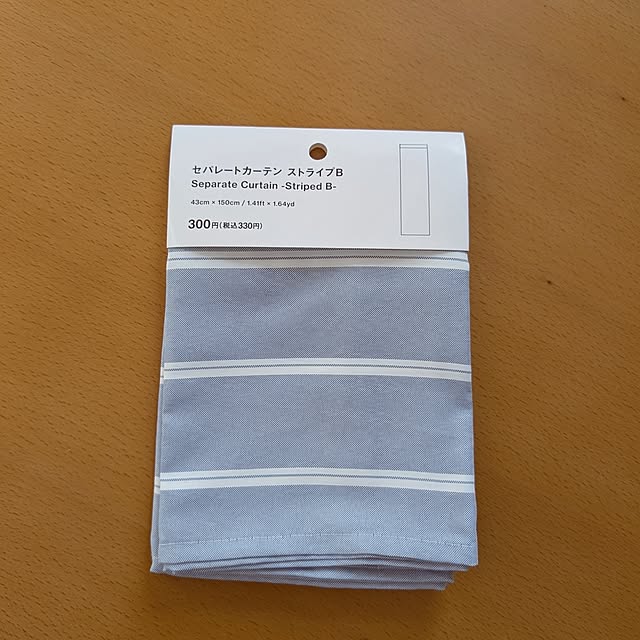 セパレートカーテン ストライプB
Separate Curtain -Striped B-
43cm × 150cm / 1.41ft × 1.64yd
300円(税込330円)